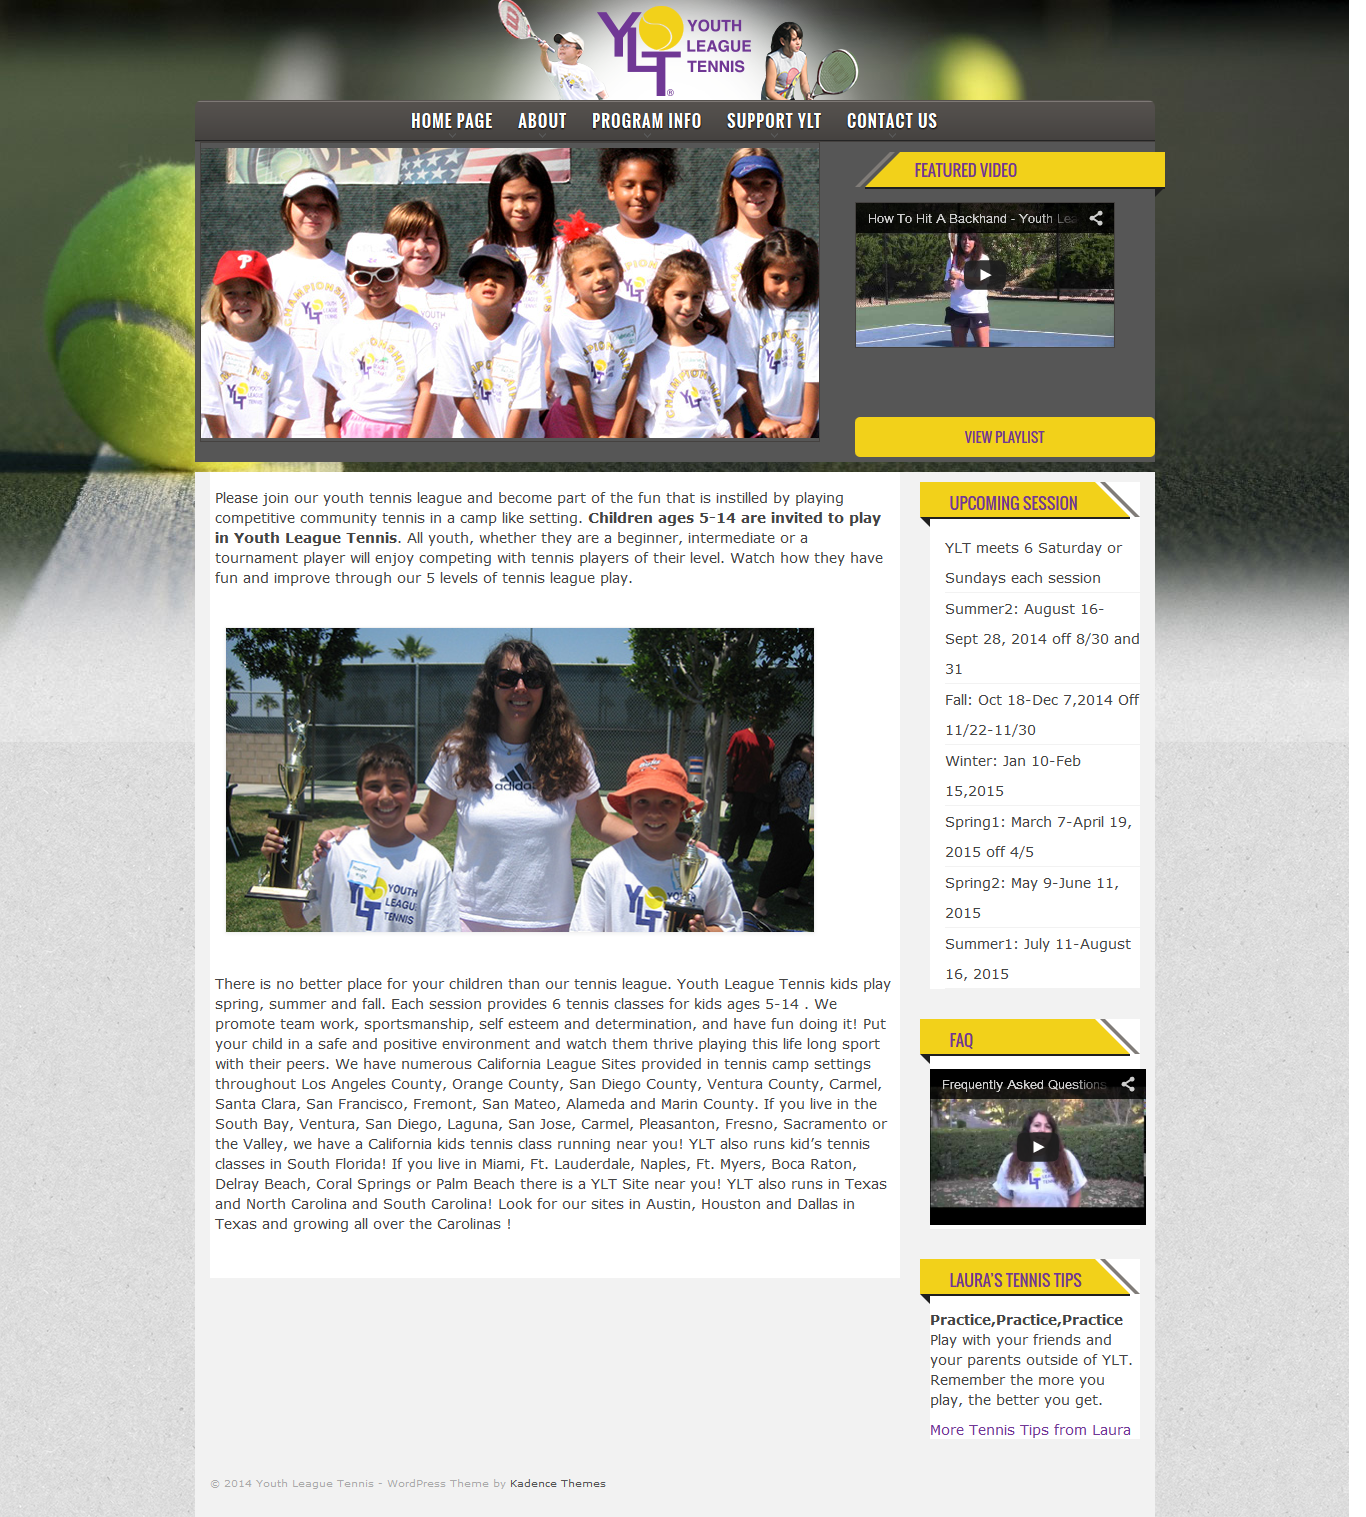 YLT YOUTH
LEAGUE
TENNIS
HOME PAGE ABOUT PROGRAM INFO SUPPORT YLT CONTACT US
FEATURED VIDEO
How To Hit A Backhand - Youth Lea
VIEW PLAYLIST
Please join our youth tennis league and become part of the fun that is instilled by playing
competitive community tennis in a camp like setting. Children ages 5-14 are invited to play
in Youth League Tennis. All youth, whether they are a beginner, intermediate or a
tournament player will enjoy competing with tennis players of their level. Watch how they have
fun and improve through our 5 levels of tennis league play.
adidas
YLT YOUTH
LEAGUE
TENNIS
YLT
There is no better place for your children than our tennis league. Youth League Tennis kids play
spring, summer and fall. Each session provides 6 tennis classes for kids ages 5-14 . We
promote team work, sportsmanship, self esteem and determination, and have fun doing it! Put
your child in a safe and positive environment and watch them thrive playing this life long sport
with their peers. We have numerous California League Sites provided in tennis camp settings
throughout Los Angeles County, Orange County, San Diego County, Ventura County, Carmel,
Santa Clara, San Francisco, Fremont, San Mateo, Alameda and Marin County. If you live in the
South Bay, Ventura, San Diego, Laguna, San Jose, Carmel, Pleasanton, Fresno, Sacramento or
the Valley, we have a California kids tennis class running near you! YLT also runs kid's tennis
classes in South Florida! If you live in Miami, Ft. Lauderdale, Naples, Ft. Myers, Boca Raton,
Delray Beach, Coral Springs or Palm Beach there is a YLT Site near you! YLT also runs in Texas
and North Carolina and South Carolina! Look for our sites in Austin, Houston and Dallas in
Texas and growing all over the Carolinas !
UPCOMING SESSION
YLT meets 6 Saturday or
Sundays each session
Summer2: August 16-
Sept 28, 2014 off 8/30 and
31
Fall: Oct 18-Dec 7,2014 Off
11/22-11/30
Winter: Jan 10-Feb
15,2015
Spring1: March 7-April 19,
2015 off 4/5
Spring2: May 9-June 11,
2015
Summer1: July 11-August
16, 2015
FAQ
Frequently Asked Questions
LAURA'S TENNIS TIPS
Practice,Practice,Practice
Play with your friends and
your parents outside of YLT.
Remember the more you
play, the better you get.
More Tennis Tips from Laura
© 2014 Youth League Tennis - WordPress Theme by Kadence Themes